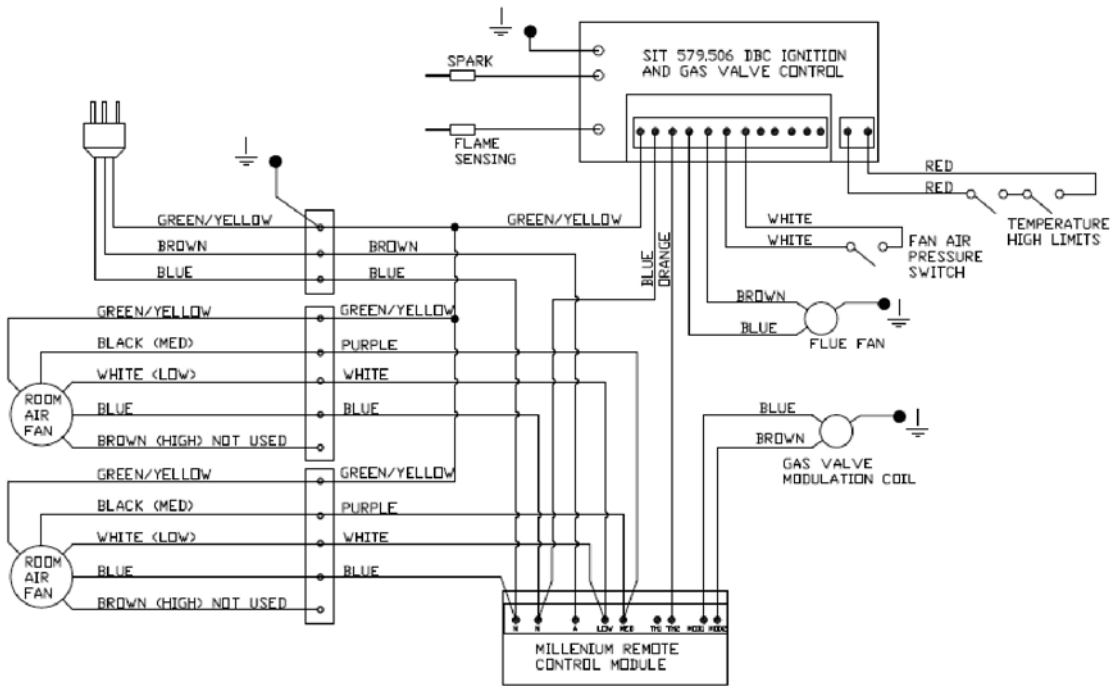 SIT 579.506 DBC IGNITION
AND GAS VALVE CONTROL
SPARK
FLAME
SENSING
RED
RED
TEMPERATURE
HIGH LIMITS
WHITE
WHITE
FAN AIR
PRESSURE
SWITCH
BLUE
ORANGE
BROWN
BLUE
FLUE FAN
BLUE
BROWN
GAS VALVE
MODULATION COIL
GREEN/YELLOW
GREEN/YELLOW
BROWN
BROWN
BLUE
BLUE
GREEN/YELLOW
GREEN/YELLOW
BLACK (MED)
PURPLE
WHITE (LOW)
WHITE
ROOM
AIR
FAN
BLUE
BLUE
BROWN (HIGH) NOT USED
GREEN/YELLOW
GREEN/YELLOW
BLACK (MED)
PURPLE
WHITE (LOW)
WHITE
ROOM
AIR
FAN
BLUE
BLUE
BROWN (HIGH) NOT USED
N N A LOW MED TH1 TH2 MOD1 MOD2
MILLENIUM REMOTE
CONTROL MODULE